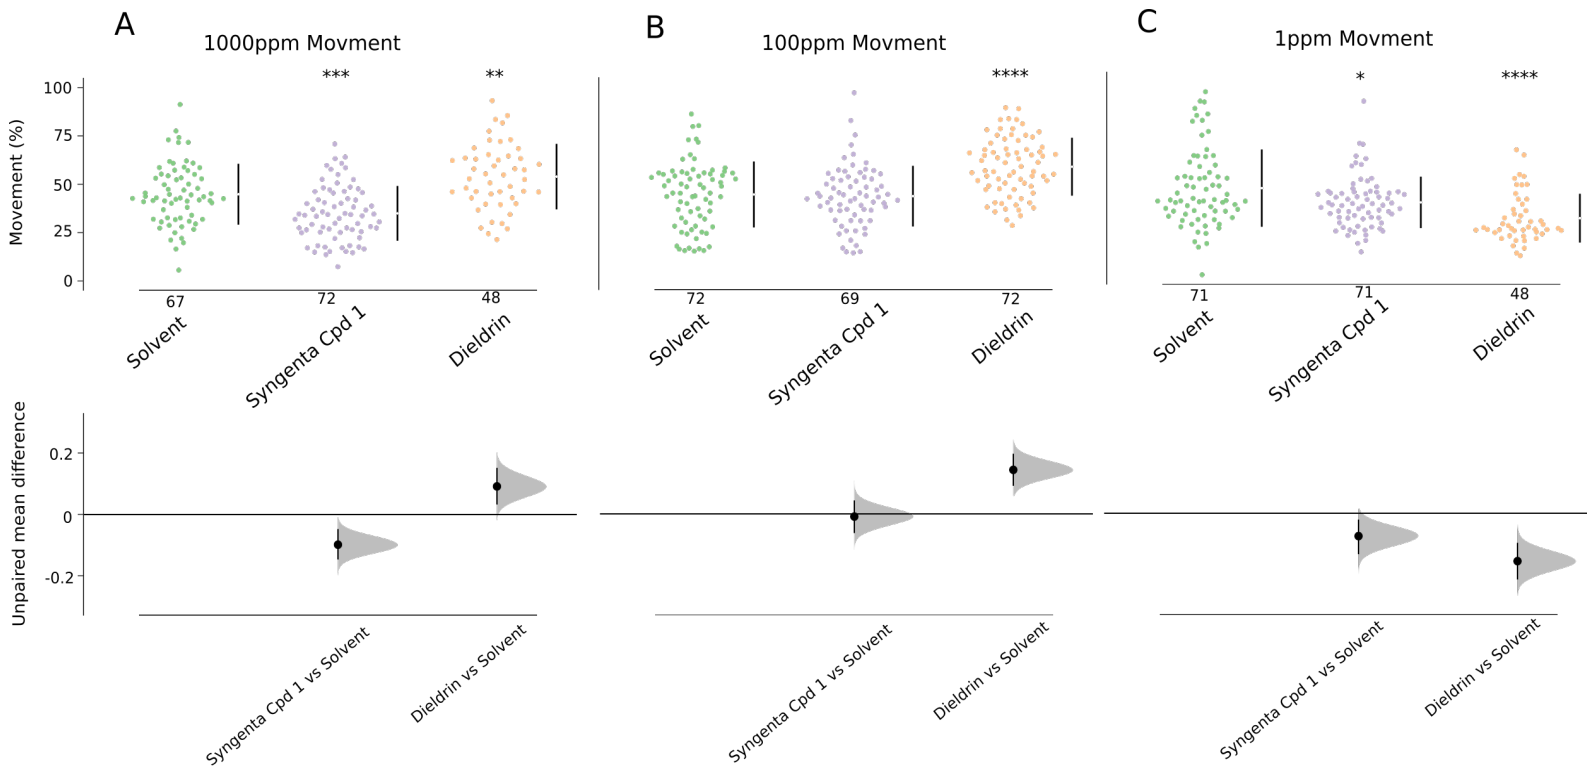 A
B
C
1000ppm Movment
100ppm Movment
1ppm Movment
*** ** **** * ****
Movement (%)
100
75
50
25
0
67 72 48 72 69 72 71 71 48
Solvent Syngenta Cpd 1 Dieldrin Solvent Syngenta Cpd 1 Dieldrin Solvent Syngenta Cpd 1 Dieldrin
Unpaired mean difference
0.2
0
-0.2
Syngenta Cpd 1 vs Solvent Dieldrin vs Solvent Syngenta Cpd 1 vs Solvent Dieldrin vs Solvent Syngenta Cpd 1 vs Solvent Dieldrin vs Solvent